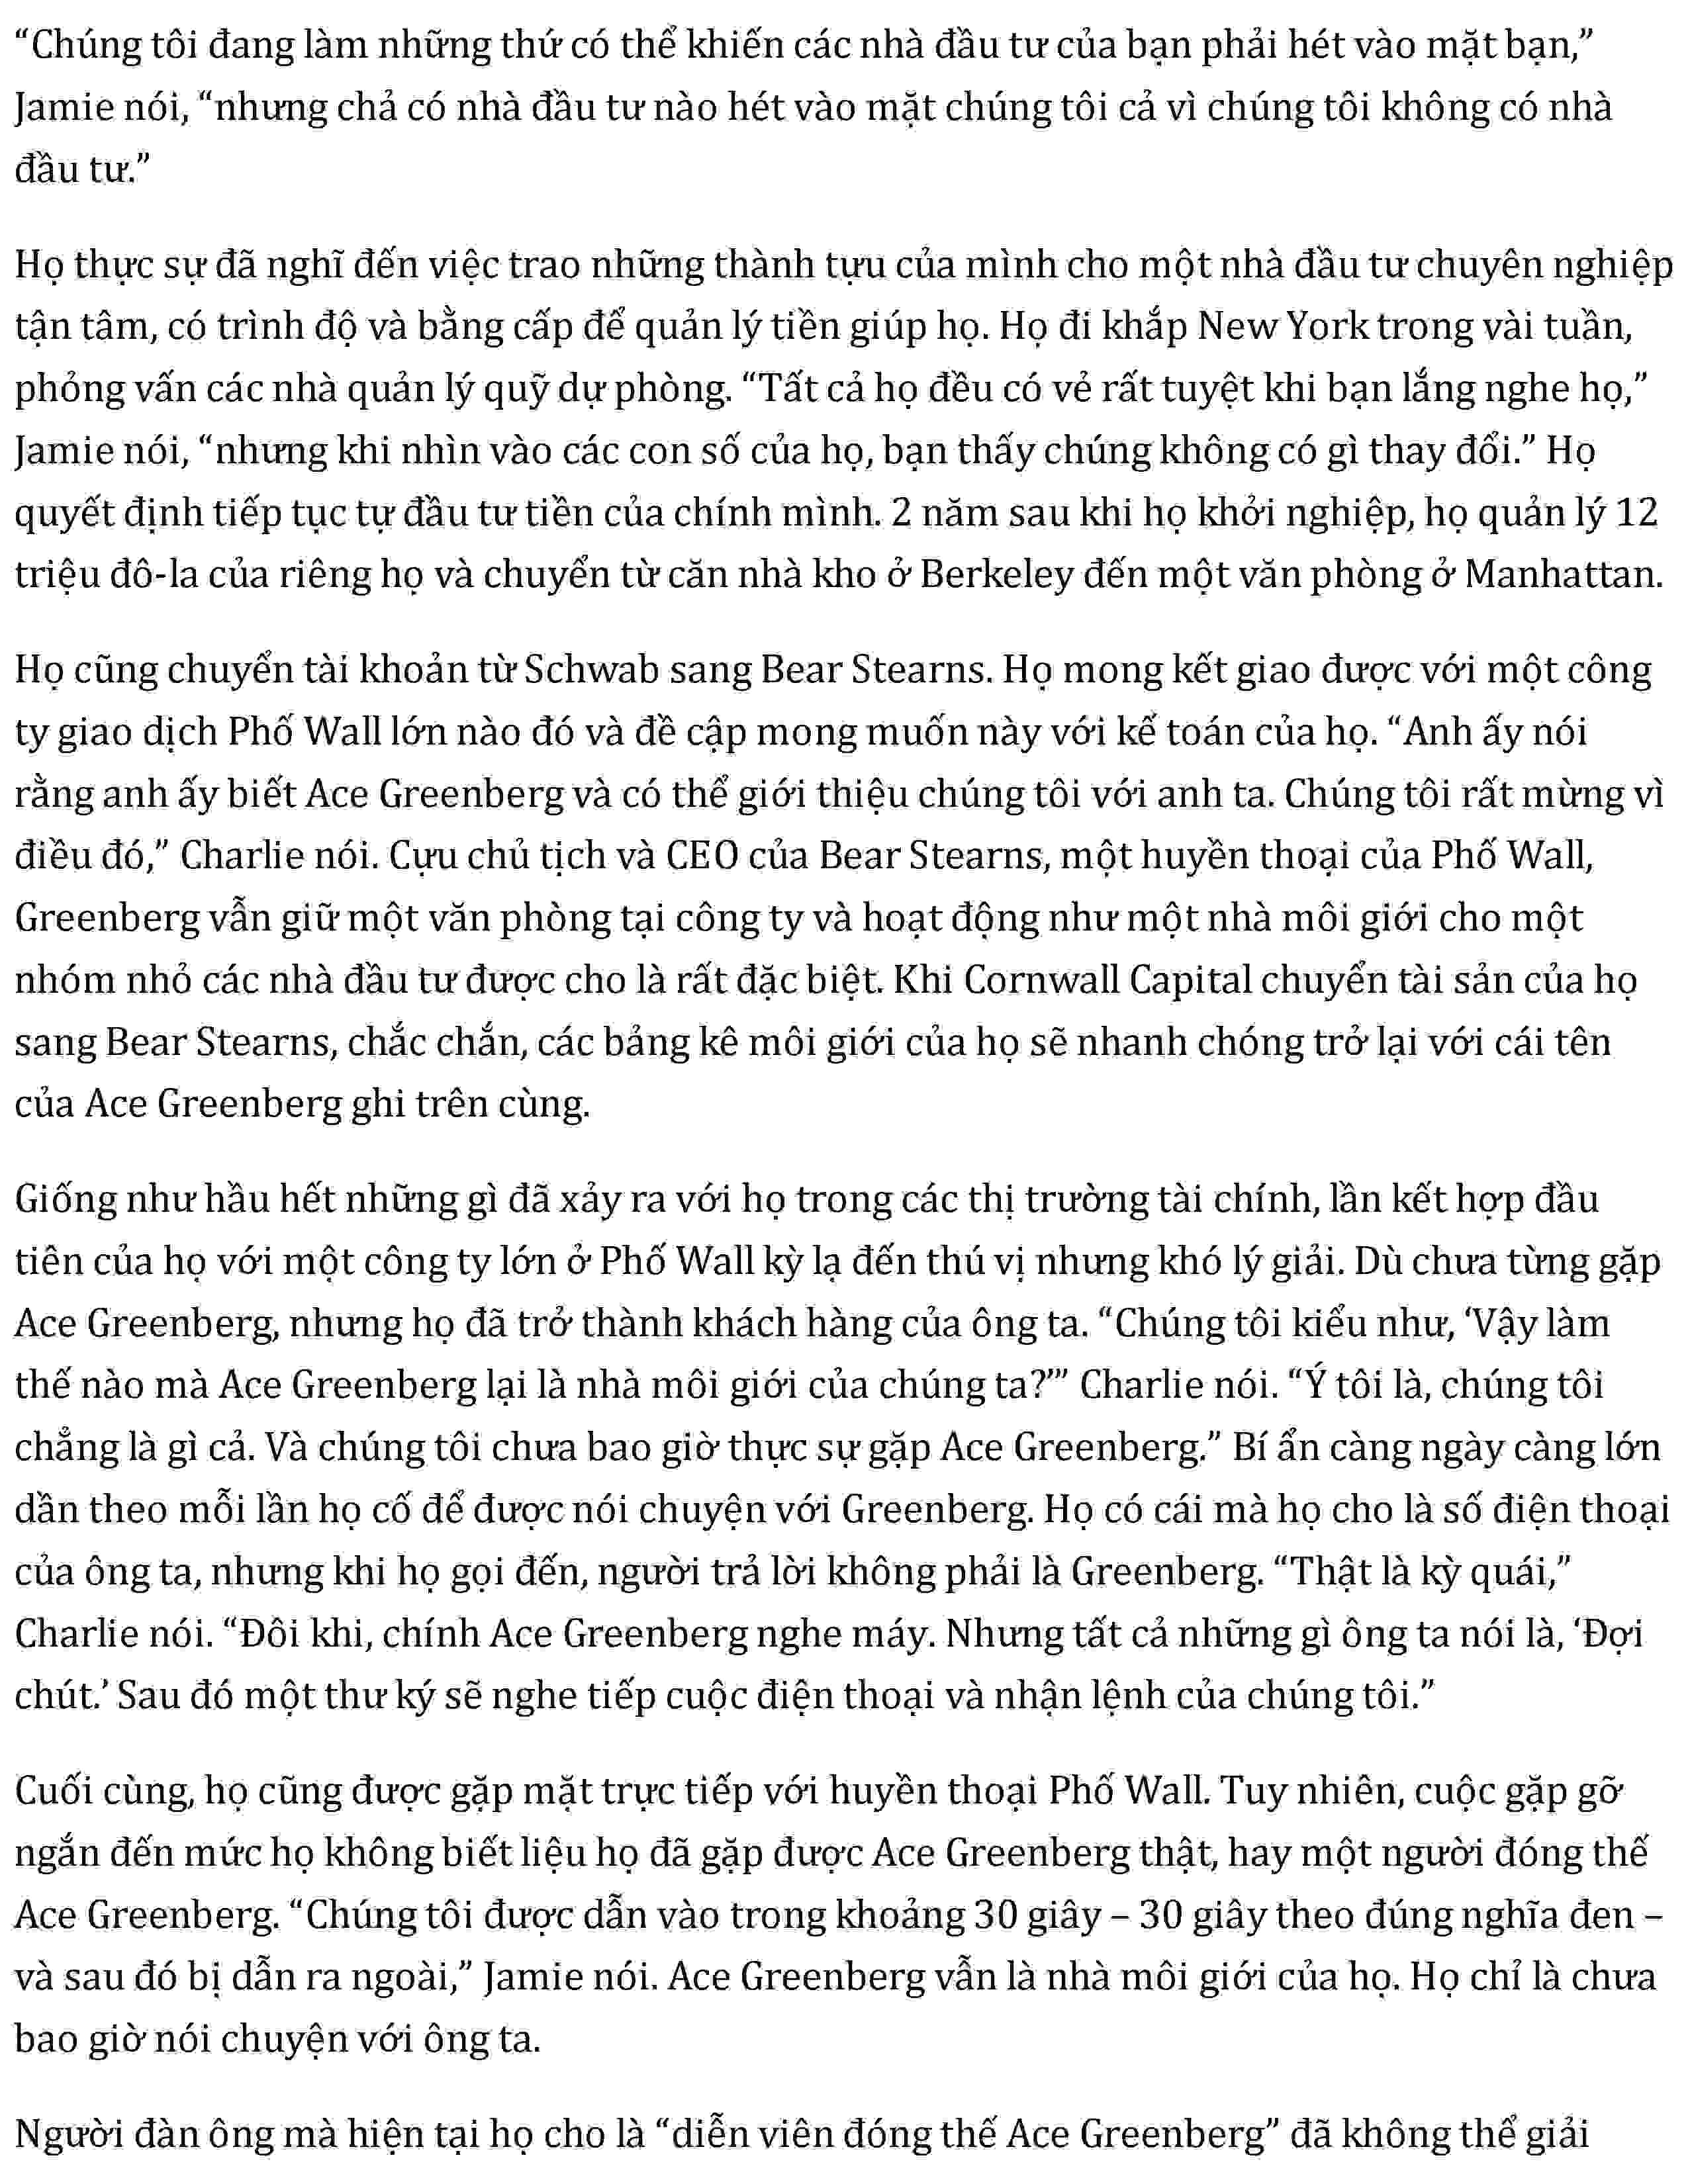 “Chúng tôi đang làm những thứ có thể khiến các nhà đầu tư của bạn phải hét vào mặt bạn,”
Jamie nói, “nhưng chả có nhà đầu tư nào hét vào mặt chúng tôi cả vì chúng tôi không có nhà
đầu tư.”
Họ thực sự đã nghĩ đến việc trao những thành tựu của mình cho một nhà đầu tư chuyên nghiệp
tận tâm, có trình độ và bằng cấp để quản lý tiền giúp họ. Họ đi khắp New York trong vài tuần,
phỏng vấn các nhà quản lý quỹ dự phòng. “Tất cả họ đều có vẻ rất tuyệt khi bạn lắng nghe họ,”
Jamie nói, “nhưng khi nhìn vào các con số của họ, bạn thấy chúng không có gì thay đổi.” Họ
quyết định tiếp tục tự đầu tư tiền của chính mình. 2 năm sau khi họ khởi nghiệp, họ quản lý 12
triệu đô-la của riêng họ và chuyển từ căn nhà kho ở Berkeley đến một văn phòng ở Manhattan.
Họ cũng chuyển tài khoản từ Schwab sang Bear Stearns. Họ mong kết giao được với một công
ty giao dịch Phố Wall lớn nào đó và đề cập mong muốn này với kế toán của họ. “Anh ấy nói
rằng anh ấy biết Ace Greenberg và có thể giới thiệu chúng tôi với anh ta. Chúng tôi rất mừng vì
điều đó,” Charlie nói. Cựu chủ tịch và CEO của Bear Stearns, một huyền thoại của Phố Wall,
Greenberg vẫn giữ một văn phòng tại công ty và hoạt động như một nhà môi giới cho một
nhóm nhỏ các nhà đầu tư được cho là rất đặc biệt. Khi Cornwall Capital chuyển tài sản của họ
sang Bear Stearns, chắc chắn, các bảng kê môi giới của họ sẽ nhanh chóng trở lại với cái tên
của Ace Greenberg ghi trên cùng.
Giống như hầu hết những gì đã xảy ra với họ trong các thị trường tài chính, lần kết hợp đầu
tiên của họ với một công ty lớn ở Phố Wall kỳ lạ đến thú vị nhưng khó lý giải. Dù chưa từng gặp
Ace Greenberg, nhưng họ đã trở thành khách hàng của ông ta. “Chúng tôi kiểu như, ‘Vậy làm
thế nào mà Ace Greenberg lại là nhà môi giới của chúng ta?’” Charlie nói. “Ý tôi là, chúng tôi
chẳng là gì cả. Và chúng tôi chưa bao giờ thực sự gặp Ace Greenberg.” Bí ẩn càng ngày càng lớn
dần theo mỗi lần họ cố để được nói chuyện với Greenberg. Họ có cái mà họ cho là số điện thoại
của ông ta, nhưng khi họ gọi đến, người trả lời không phải là Greenberg. “Thật là kỳ quái,”
Charlie nói. “Đôi khi, chính Ace Greenberg nghe máy. Nhưng tất cả những gì ông ta nói là, ‘Đợi
chút.’ Sau đó một thư ký sẽ nghe tiếp cuộc điện thoại và nhận lệnh của chúng tôi.”
Cuối cùng, họ cũng được gặp mặt trực tiếp với huyền thoại Phố Wall. Tuy nhiên, cuộc gặp gỡ
ngắn đến mức họ không biết liệu họ đã gặp được Ace Greenberg thật, hay một người đóng thế
Ace Greenberg. “Chúng tôi được dẫn vào trong khoảng 30 giây – 30 giây theo đúng nghĩa đen –
và sau đó bị dẫn ra ngoài,” Jamie nói. Ace Greenberg vẫn là nhà môi giới của họ. Họ chỉ là chưa
bao giờ nói chuyện với ông ta.
Người đàn ông mà hiện tại họ cho là “diễn viên đóng thế Ace Greenberg” đã không thể giải